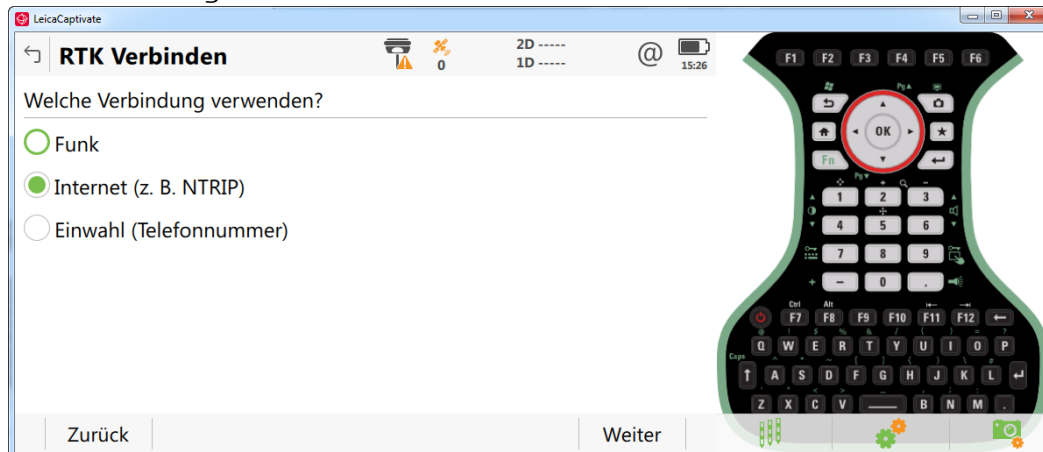 LeicaCaptivate
RTK Verbinden
0
2D -----
1D -----
@
15:26
Welche Verbindung verwenden?
Funk
Internet (z. B. NTRIP)
Einwahl (Telefonnummer)
Zurück
Weiter
F1 F2 F3 F4 F5 F6
Pg▲
OK
Fn
Pg▼
1 2 3
4 5 6
7 8 9
+ - 0 .
Ctrl Alt
F7 F8 F9 F10 F11 F12
Q W E R T Y U I O P
Caps
A S D F G H J K L
Z X C V B N M .